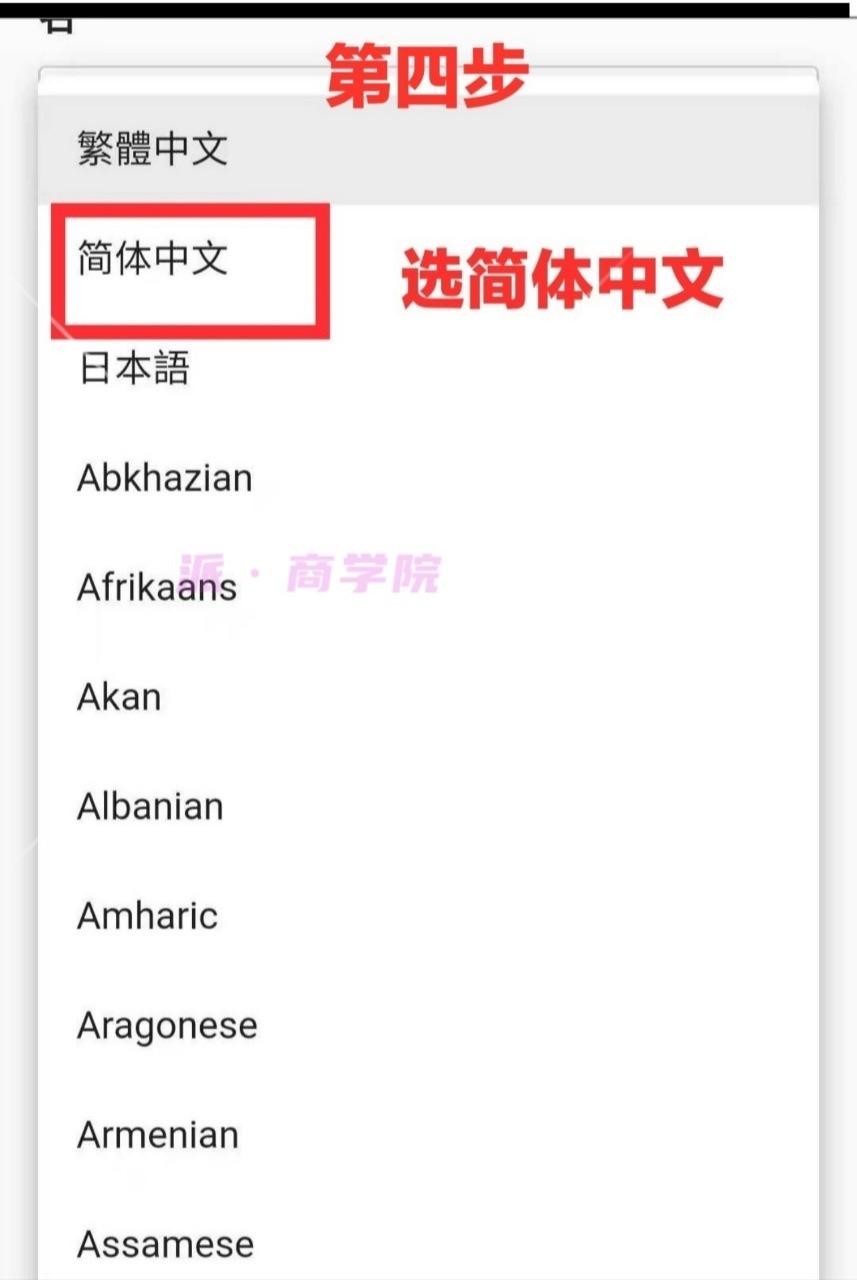 名
第四步
繁體中文
简体中文
选简体中文
日本語
Abkhazian
派·商学院
Afrikaans
Akan
Albanian
Amharic
Aragonese
Armenian
Assamese